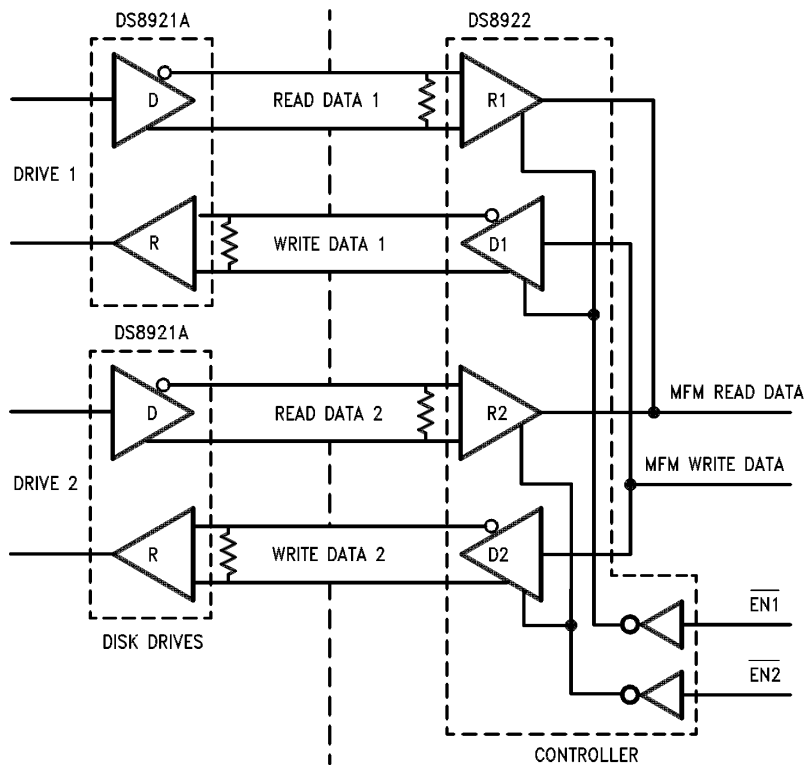 DS8921A
DS8922
D
READ DATA 1
R1
DRIVE 1
R
WRITE DATA 1
D1
DS8921A
D
READ DATA 2
R2
MFM READ DATA
MFM WRITE DATA
DRIVE 2
R
WRITE DATA 2
D2
EN1
DISK DRIVES
EN2
CONTROLLER